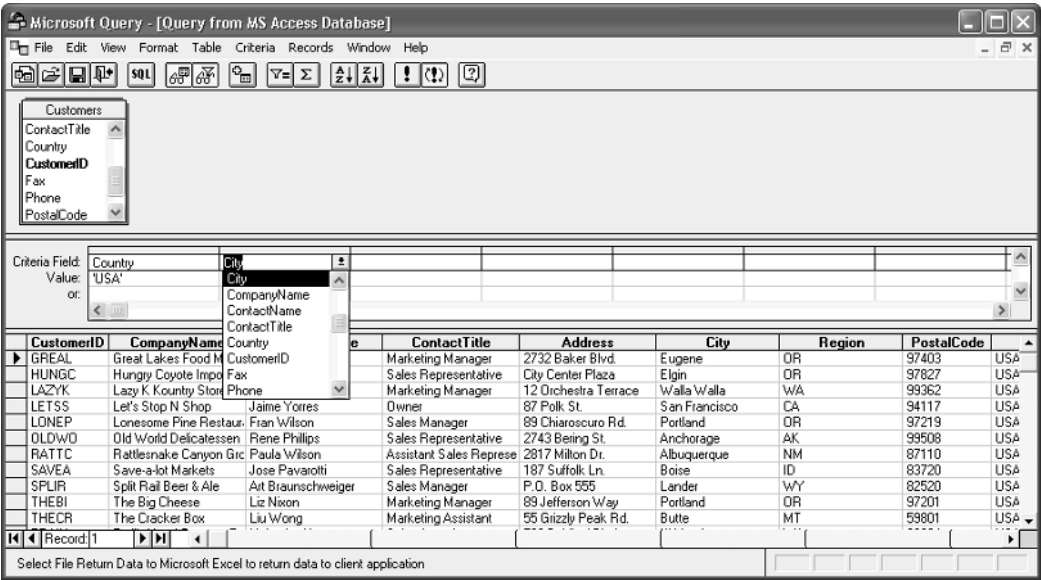 Microsoft Query - [Query from MS Access Database]
File Edit View Format Table Criteria Records Window Help
SQL
Customers
ContactTitle
Country
CustomerID
Fax
Phone
PostalCode
Criteria Field: Country City
Value: 'USA'
or:
City
CompanyName
ContactName
ContactTitle
Country
CustomerID
Fax
Phone
CustomerID CompanyName e ContactTitle Address City Region PostalCode
GREAL Great Lakes Food M Marketing Manager 2732 Baker Blvd. Eugene OR 97403 USA
HUNGC Hungry Coyote Impo Sales Representative City Center Plaza Elgin OR 97827 USA
LAZYK Lazy K Kountry Store Marketing Manager 12 Orchestra Terrace Walla Walla WA 99362 USA
LETSS Let's Stop N Shop Jaime Yorres Owner 87 Polk St. San Francisco CA 94117 USA
LONEP Lonesome Pine Restaur Fran Wilson Sales Manager 89 Chiaroscuro Rd. Portland OR 97219 USA
OLDWO Old World Delicatessen Rene Phillips Sales Representative 2743 Bering St. Anchorage AK 99508 USA
RATTC Rattlesnake Canyon Grc Paula Wilson Assistant Sales Represe 2817 Milton Dr. Albuquerque NM 87110 USA
SAVEA Save-a-lot Markets Jose Pavarotti Sales Representative 187 Suffolk Ln. Boise ID 83720 USA
SPLIR Split Rail Beer & Ale Art Braunschweiger Sales Manager P.O. Box 555 Lander WY 82520 USA
THEBI The Big Cheese Liz Nixon Marketing Manager 89 Jefferson Way Portland OR 97201 USA
THECR The Cracker Box Liu Wong Marketing Assistant 55 Grizzly Peak Rd. Butte MT 59801 USA
Record: 1
Select File Return Data to Microsoft Excel to return data to client application